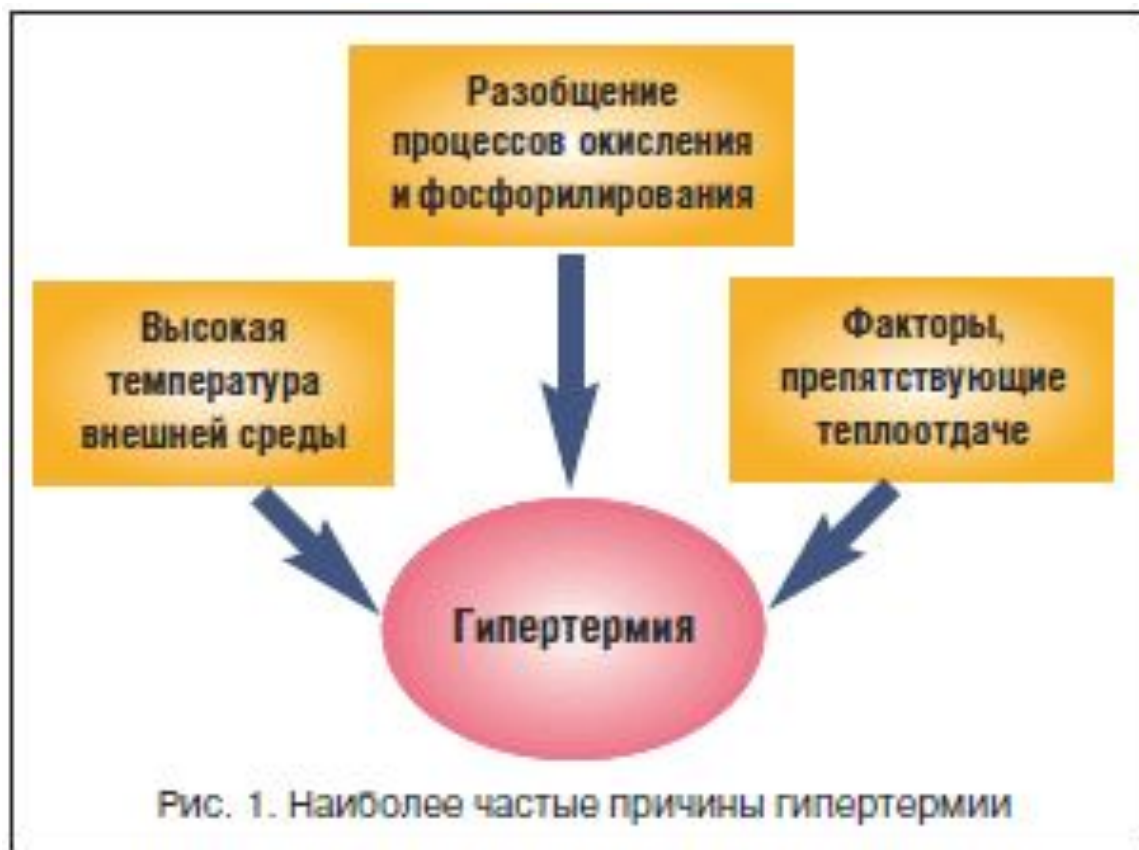 Разобщение
процессов окисления
и фосфорилирования
Высокая
температура
внешней среды
Факторы,
препятствующие
теплоотдаче
Гипертермия
Рис. 1. Наиболее частые причины гипертермии